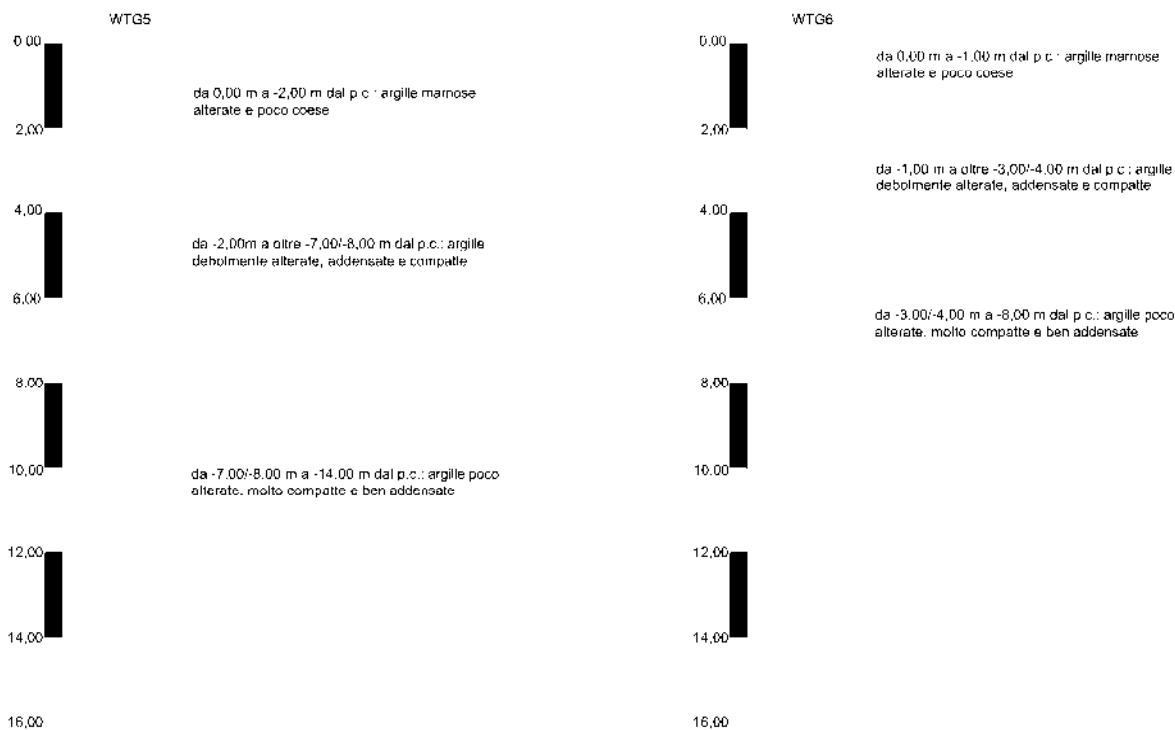 WTG5
0,00
da 0,00 m a -2,00 m dal p.c.: argille marnose
alterate e poco coese
2,00
4,00
da -2,00m a oltre -7,00/-8,00 m dal p.c.: argille
debolmente alterate, addensate e compatte
6,00
8,00
10,00
da -7.00/-8.00 m a -14.00 m dal p.c.: argille poco
alterate, molto compatte e ben addensate
12,00
14,00
16,00
WTG6
0,00
da 0,00 m a -1,00 m dal p.c.: argille marnose
alterate e poco coese
2,00
da -1,00 m a oltre -3,00/-4,00 m dal p.c.: argille
debolmente alterate, addensate e compatte
4,00
6,00
da -3.00/-4,00 m a -8,00 m dal p.c.: argille poco
alterate, molto compatte e ben addensate
8,00
10,00
12,00
14,00
16,00